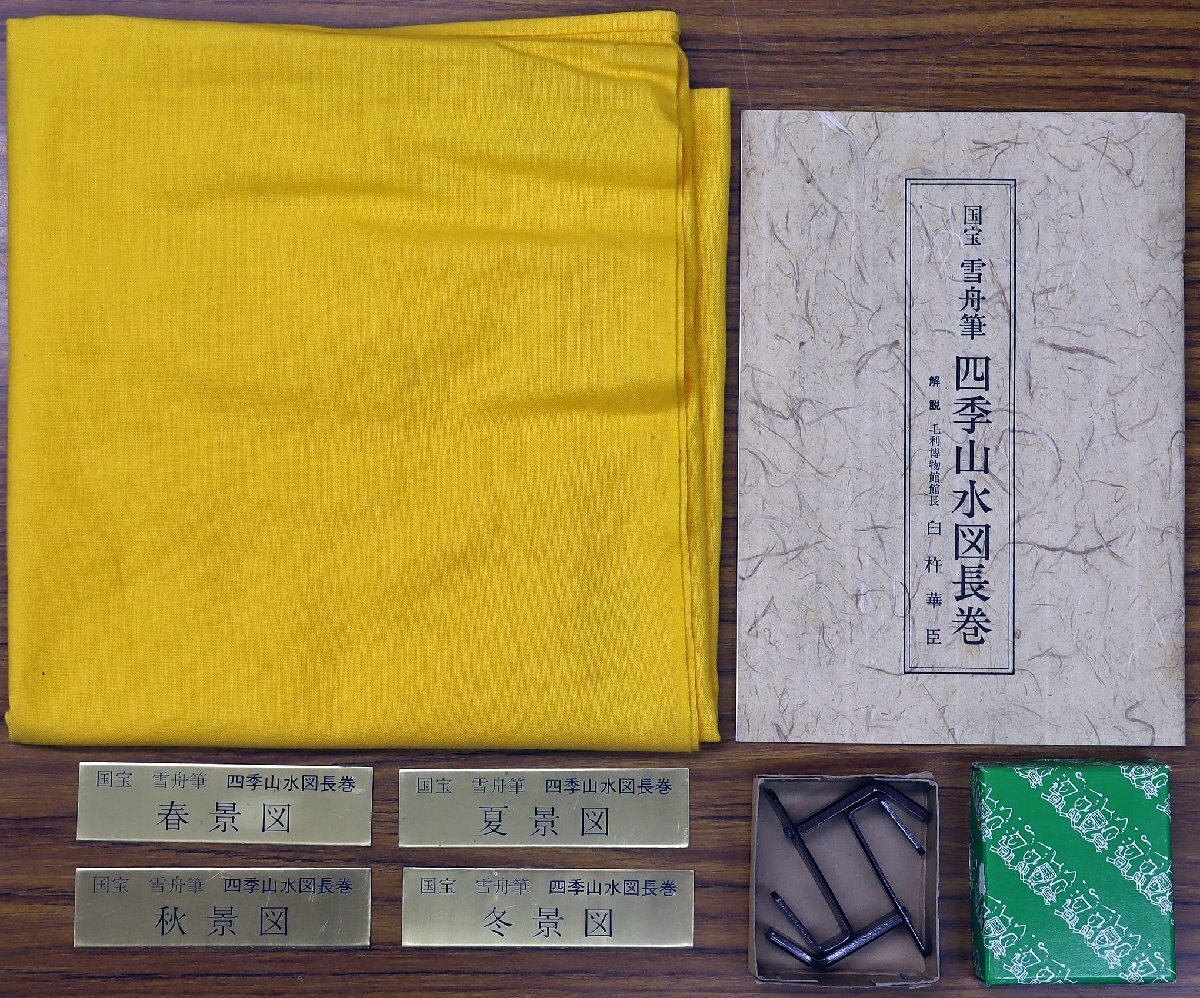 国宝 雪舟筆 四季山水図長巻
解説 毛利博物館館長 臼杵華臣
国宝 雪舟筆 四季山水図長巻
春景図
国宝 雪舟筆 四季山水図長巻
夏景図
国宝 雪舟筆 四季山水図長巻
秋景図
国宝 雪舟筆 四季山水図長巻
冬景図